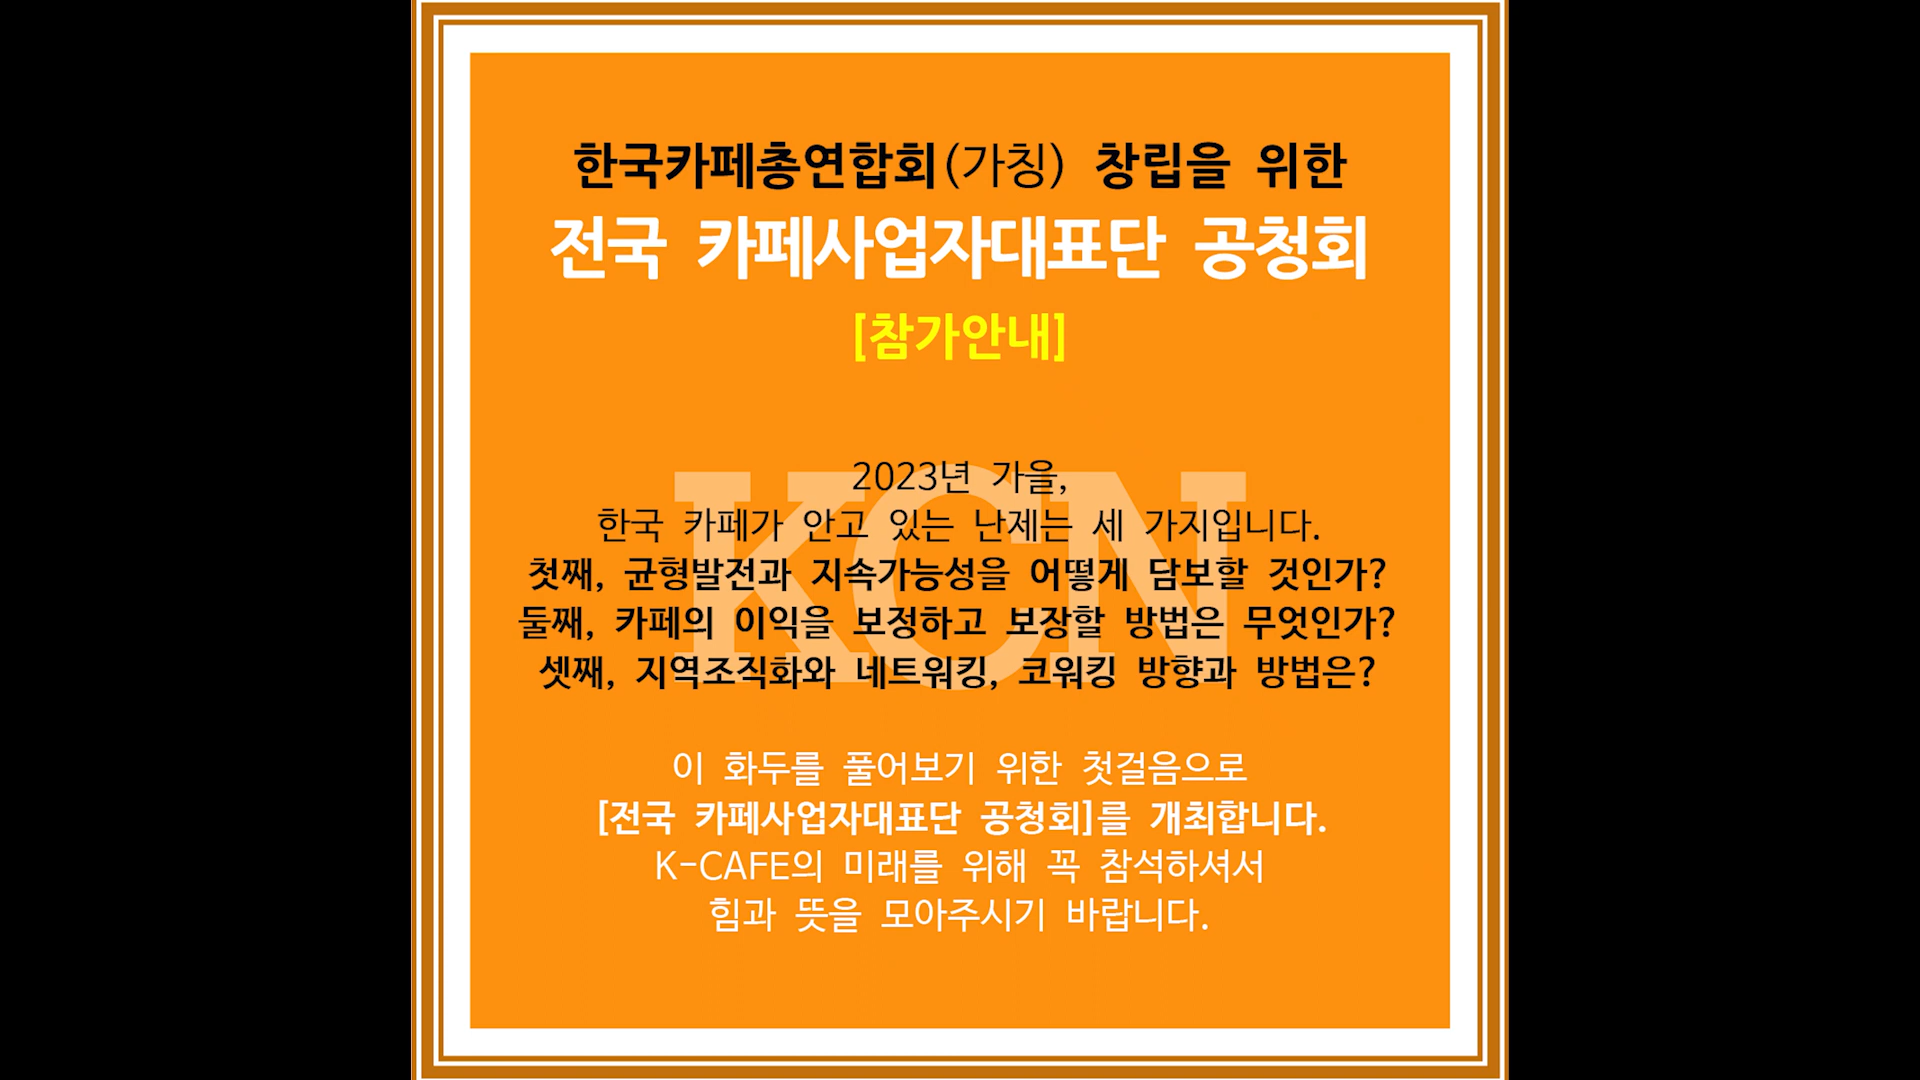 한국카페총연합회(가칭) 창립을 위한
전국 카페사업자대표단 공청회
[참가안내]
KCN
2023년 가을,
한국 카페가 안고 있는 난제는 세 가지입니다.
첫째, 균형발전과 지속가능성을 어떻게 담보할 것인가?
둘째, 카페의 이익을 보정하고 보장할 방법은 무엇인가?
셋째, 지역조직화와 네트워킹, 코워킹 방향과 방법은?
이 화두를 풀어보기 위한 첫걸음으로
[전국 카페사업자대표단 공청회]를 개최합니다.
K-CAFE의 미래를 위해 꼭 참석하셔서
힘과 뜻을 모아주시기 바랍니다.